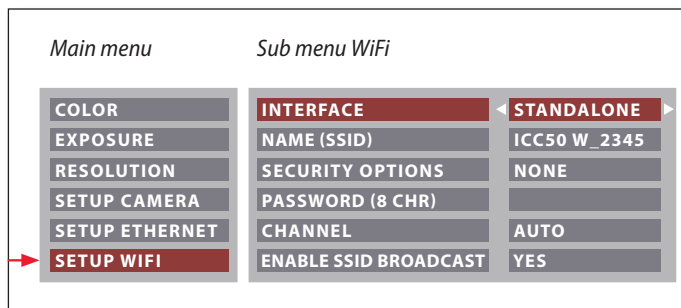 Main menu
Sub menu WiFi
COLOR
EXPOSURE
RESOLUTION
SETUP CAMERA
SETUP ETHERNET
SETUP WIFI
INTERFACE STANDALONE
NAME (SSID) ICC50 W_2345
SECURITY OPTIONS NONE
PASSWORD (8 CHR)
CHANNEL AUTO
ENABLE SSID BROADCAST YES